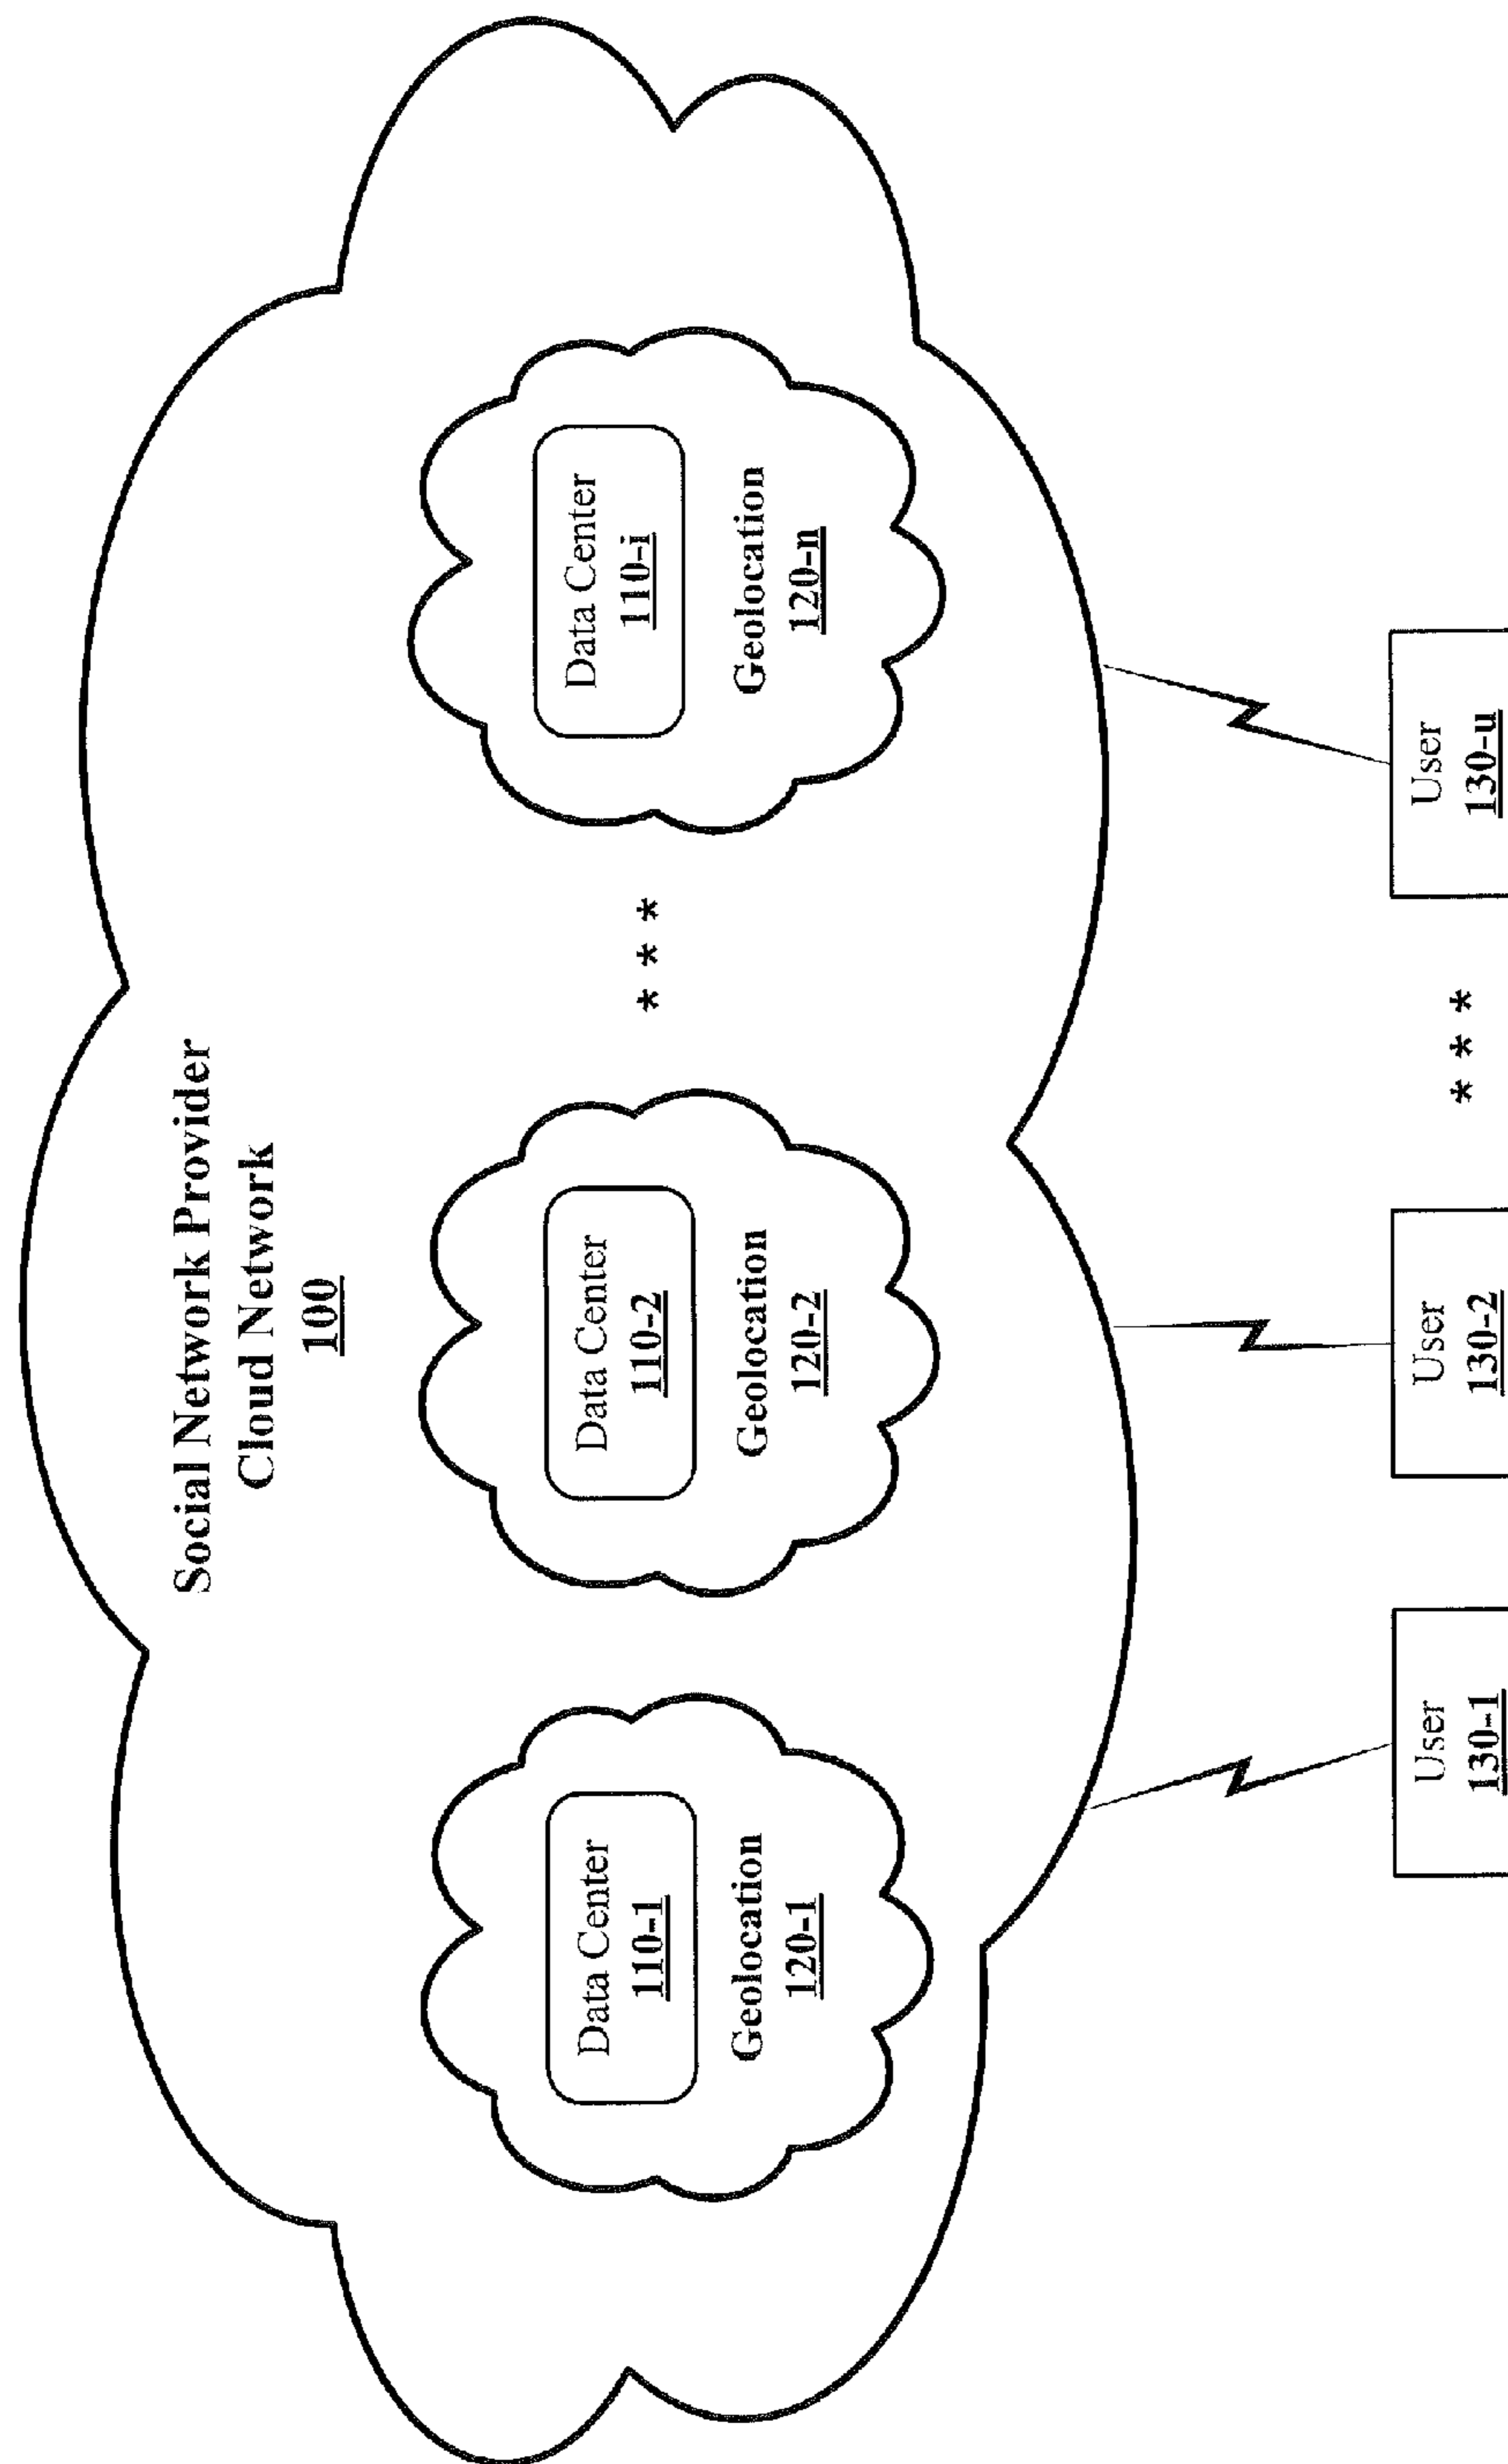 Social Network Provider
Cloud Network
100
Data Center
110-1
Geolocation
120-1
Data Center
110-2
Geolocation
120-2
* * *
Data Center
110-i
Geolocation
120-n
User
130-1
User
130-2
* * *
User
130-u